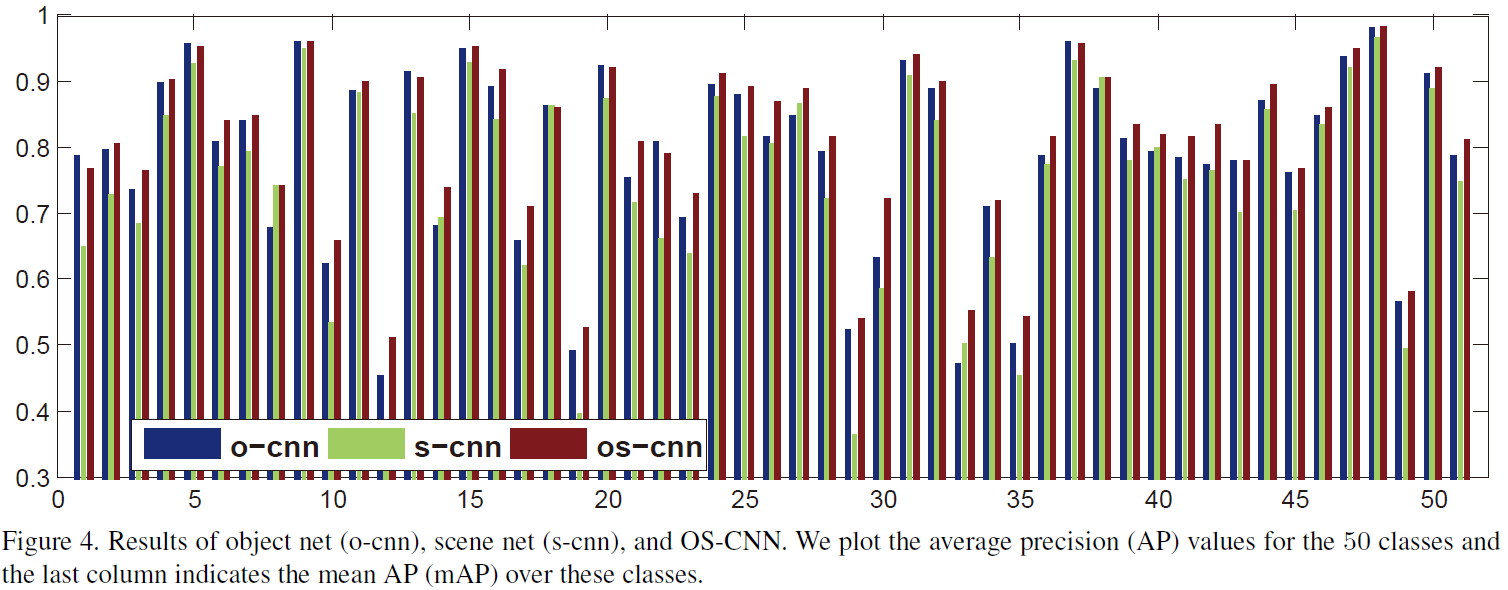 1
0.9
0.8
0.7
0.6
0.5
0.4
0.3
o−cnn s−cnn os−cnn
0 5 10 15 20 25 30 35 40 45 50
Figure 4. Results of object net (o-cnn), scene net (s-cnn), and OS-CNN. We plot the average precision (AP) values for the 50 classes and
the last column indicates the mean AP (mAP) over these classes.